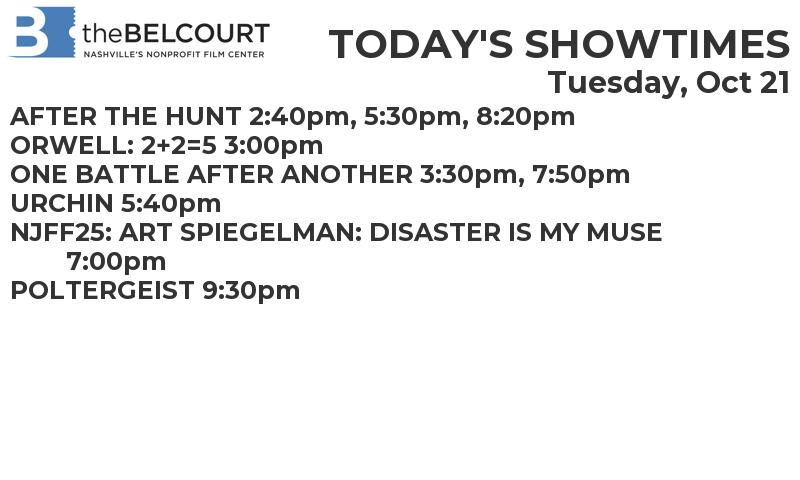 B theBELCOURT
NASHVILLE'S NONPROFIT FILM CENTER
TODAY'S SHOWTIMES
Tuesday, Oct 21
AFTER THE HUNT 2:40pm, 5:30pm, 8:20pm
ORWELL: 2+2=5 3:00pm
ONE BATTLE AFTER ANOTHER 3:30pm, 7:50pm
URCHIN 5:40pm
NJFF25: ART SPIEGELMAN: DISASTER IS MY MUSE
7:00pm
POLTERGEIST 9:30pm